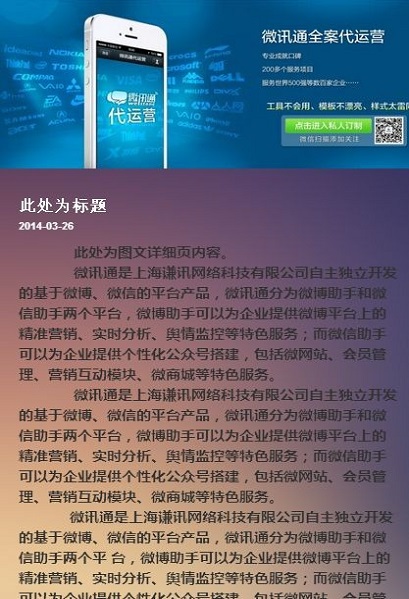 微讯通全案代运营
专业成就口碑
200多个服务项目
服务世界500强等数百家企业……
微讯通
代运营
工具不会用、模板不漂亮、样式太雷
点击进入私人订制
微信扫描添加关注
此处为标题
2014-03-26
此处为图文详细页内容。
微讯通是上海谦讯网络科技有限公司自主独立开发
的基于微博、微信的平台产品，微讯通分为微博助手和微
信助手两个平台，微博助手可以为企业提供微博平台上的
精准营销、实时分析、舆情监控等特色服务；而微信助手
可以为企业提供个性化公众号搭建，包括微网站、会员管
理、营销互动模块、微商城等特色服务。
微讯通是上海谦讯网络科技有限公司自主独立开发
的基于微博、微信的平台产品，微讯通分为微博助手和微
信助手两个平台，微博助手可以为企业提供微博平台上的
精准营销、实时分析、舆情监控等特色服务；而微信助手
可以为企业提供个性化公众号搭建，包括微网站、会员管
理、营销互动模块、微商城等特色服务。
微讯通是上海谦讯网络科技有限公司自主独立开发
的基于微博、微信的平台产品，微讯通分为微博助手和
微信助手两个平 台，微博助手可以为企业提供微博平台上的
精准营销、实时分析、舆情监控等特色服务；而微信助手
可以为企业提供个性化公众号搭建，包括微网站、会员管